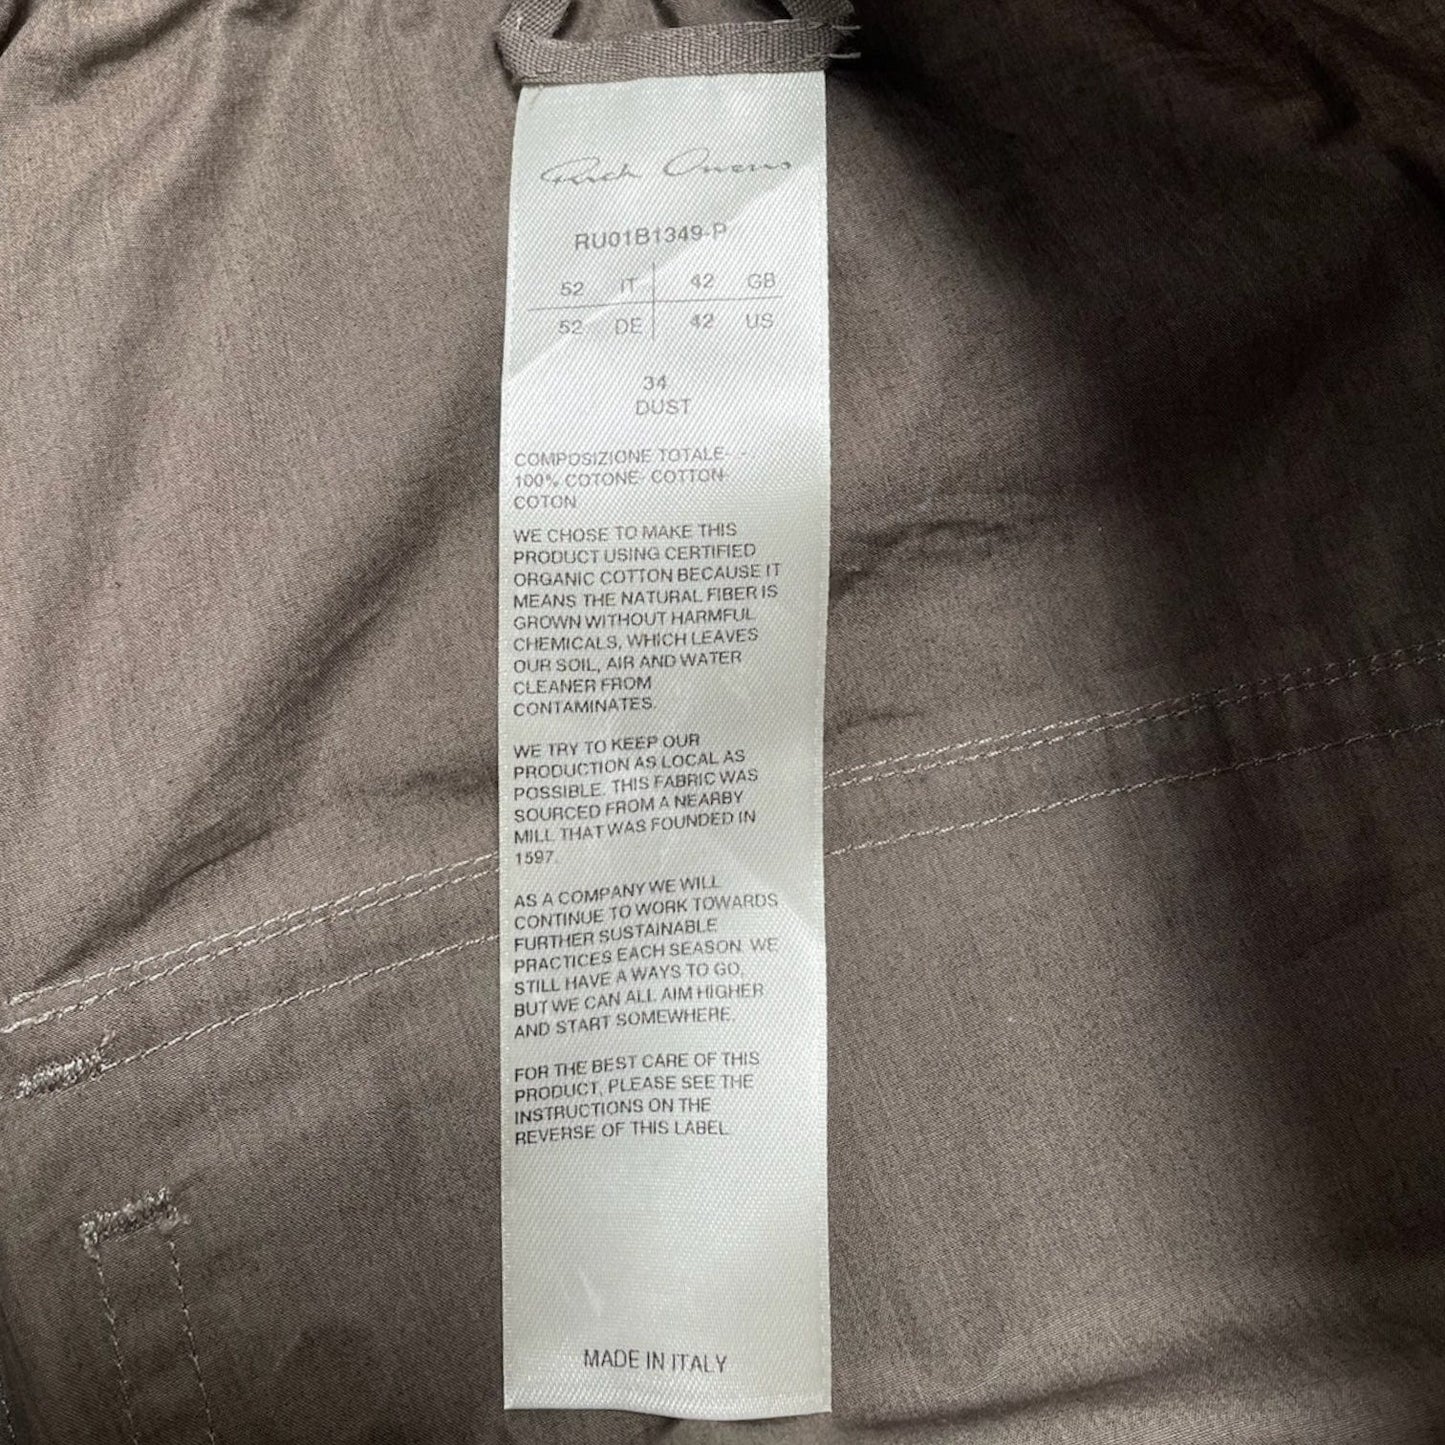 Rick Owens
RU01B1349-P
52 IT 42 GB
52 DE 42 US
34
DUST
COMPOSIZIONE TOTALE- -
100% COTONE- COTTON-
COTON
WE CHOSE TO MAKE THIS
PRODUCT USING CERTIFIED
ORGANIC COTTON BECAUSE IT
MEANS THE NATURAL FIBER IS
GROWN WITHOUT HARMFUL
CHEMICALS, WHICH LEAVES
OUR SOIL, AIR AND WATER
CLEANER FROM
CONTAMINATES.
WE TRY TO KEEP OUR
PRODUCTION AS LOCAL AS
POSSIBLE. THIS FABRIC WAS
SOURCED FROM A NEARBY
MILL THAT WAS FOUNDED IN
1597.
AS A COMPANY WE WILL
CONTINUE TO WORK TOWARDS
FURTHER SUSTAINABLE
PRACTICES EACH SEASON. WE
STILL HAVE A WAYS TO GO,
BUT WE CAN ALL AIM HIGHER
AND START SOMEWHERE.
FOR THE BEST CARE OF THIS
PRODUCT, PLEASE SEE THE
INSTRUCTIONS ON THE
REVERSE OF THIS LABEL.
MADE IN ITALY